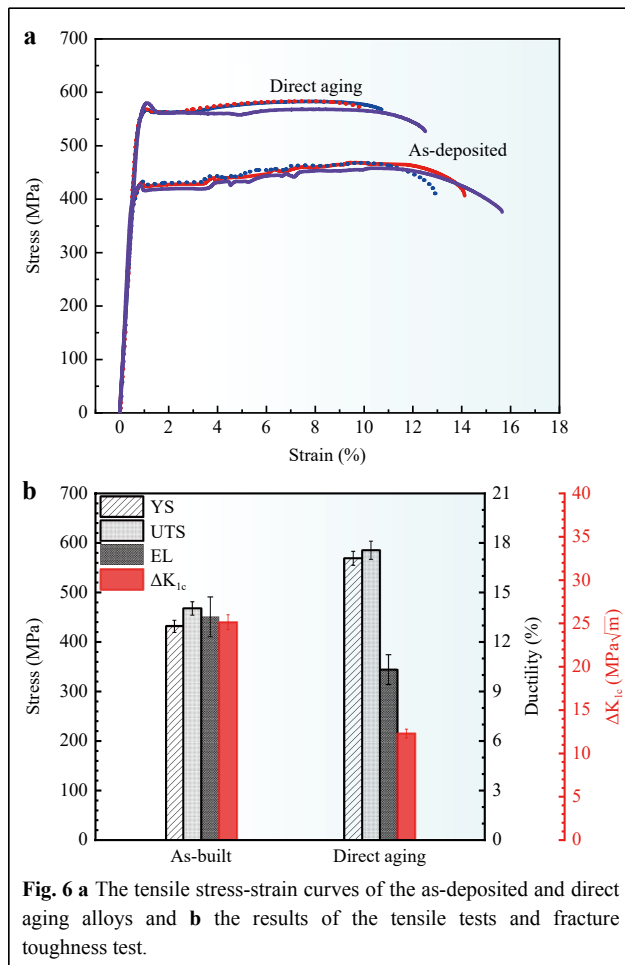 a
700
600
500
400
300
200
100
0
Stress (MPa)
Direct aging
As-deposited
0 2 4 6 8 10 12 14 16 18
Strain (%)
b
700
600
500
400
300
200
100
0
Stress (MPa)
YS
UTS
EL
ΔK1c
As-built Direct aging
21
18
15
12
9
6
3
0
Ductility (%)
40
35
30
25
20
15
10
5
0
ΔK1c (MPa√m)
Fig. 6 a The tensile stress-strain curves of the as-deposited and direct
aging alloys and b the results of the tensile tests and fracture
toughness test.